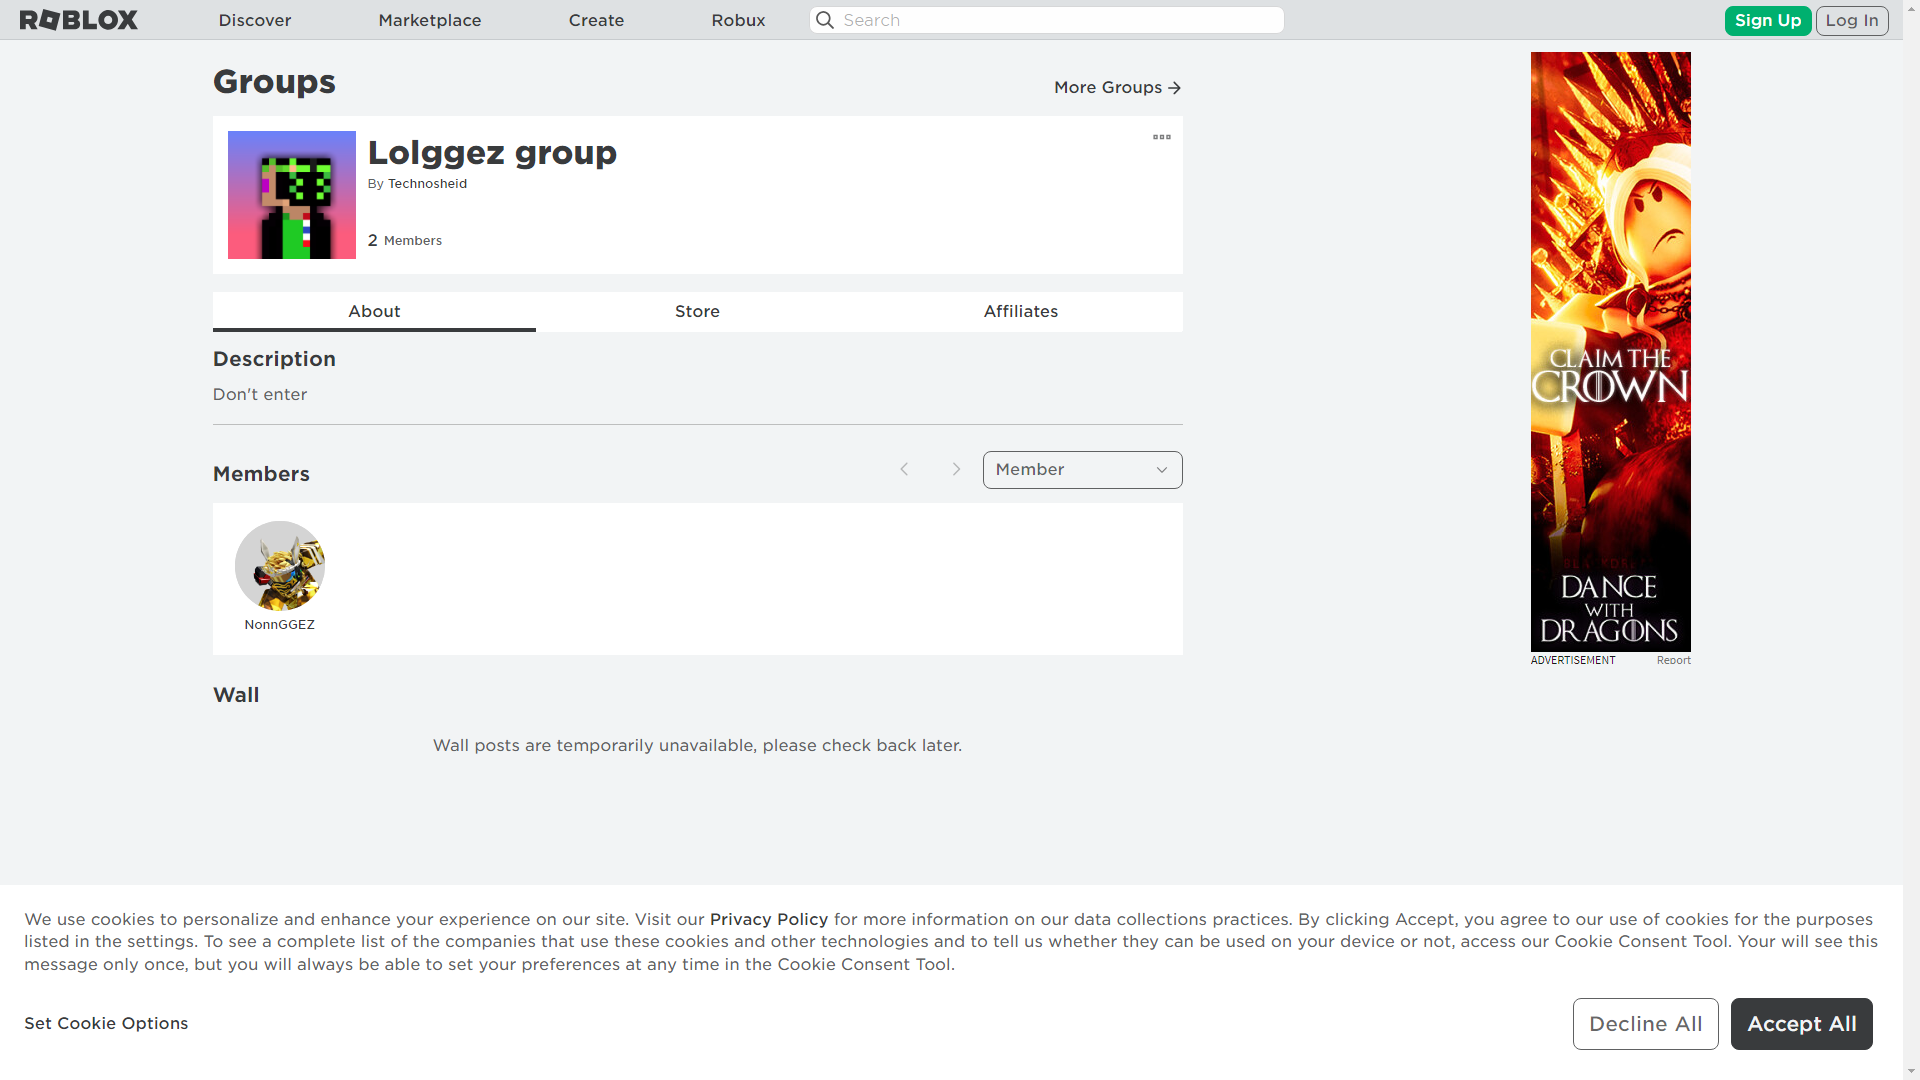 ROBLOX
Discover
Marketplace
Create
Robux
Search
Sign Up
Log In
Groups
More Groups
Lolggez group
By Technosheid
2 Members
About
Store
Affiliates
Description
Don't enter
Members
Member
NonnGGEZ
Wall
Wall posts are temporarily unavailable, please check back later.
CLAIM THE
CROWN
DANCE
WITH
DRAGONS
ADVERTISEMENT
Report
We use cookies to personalize and enhance your experience on our site. Visit our Privacy Policy for more information on our data collections practices. By clicking Accept, you agree to our use of cookies for the purposes
listed in the settings. To see a complete list of the companies that use these cookies and other technologies and to tell us whether they can be used on your device or not, access our Cookie Consent Tool. Your will see this
message only once, but you will always be able to set your preferences at any time in the Cookie Consent Tool.
Set Cookie Options
Decline All
Accept All